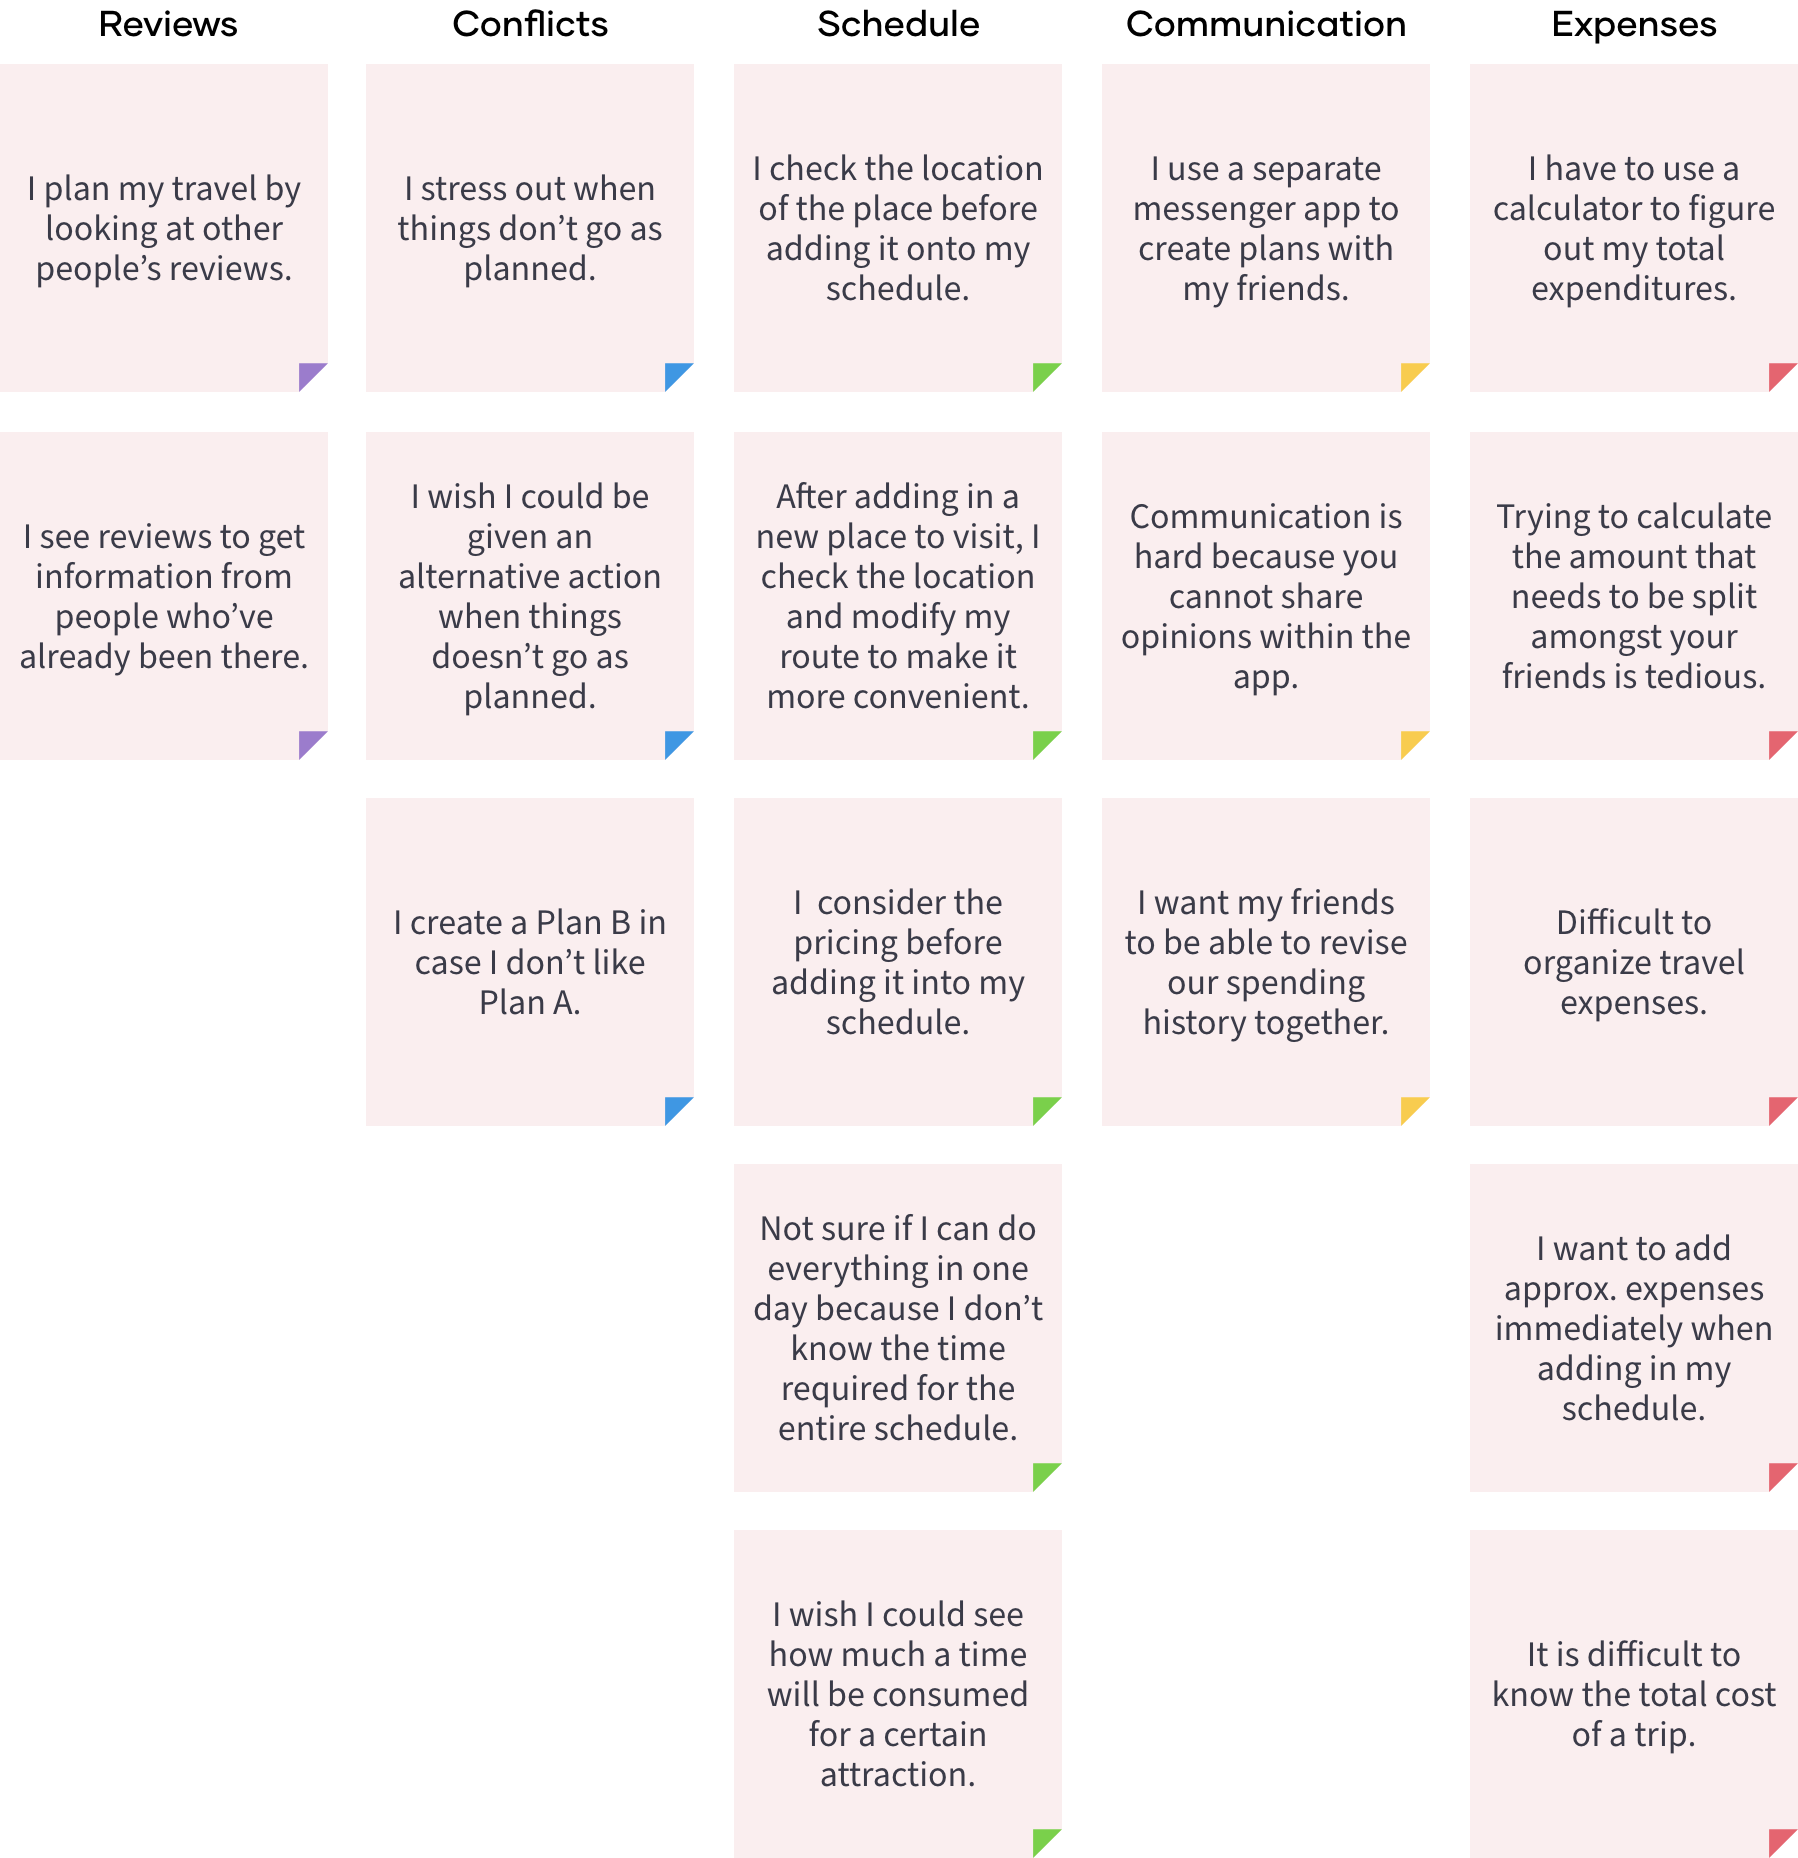 Reviews
I plan my travel by
looking at other
people’s reviews.
I see reviews to get
information from
people who’ve
already been there.
Conflicts
I stress out when
things don’t go as
planned.
I wish I could be
given an
alternative action
when things
doesn’t go as
planned.
I create a Plan B in
case I don’t like
Plan A.
Schedule
I check the location
of the place before
adding it onto my
schedule.
After adding in a
new place to visit, I
check the location
and modify my
route to make it
more convenient.
I  consider the
pricing before
adding it into my
schedule.
Not sure if I can do
everything in one
day because I don’t
know the time
required for the
entire schedule.
I wish I could see
how much a time
will be consumed
for a certain
attraction.
Communication
I use a separate
messenger app to
create plans with
my friends.
Communication is
hard because you
cannot share
opinions within the
app.
I want my friends
to be able to revise
our spending
history together.
Expenses
I have to use a
calculator to figure
out my total
expenditures.
Trying to calculate
the amount that
needs to be split
amongst your
friends is tedious.
Difficult to
organize travel
expenses.
I want to add
approx. expenses
immediately when
adding in my
schedule.
It is difficult to
know the total cost
of a trip.